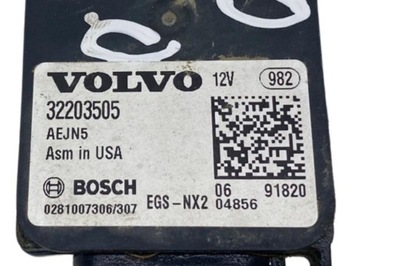 VOLVO 12V 982
32203505
AEJN5
Asm in USA
BOSCH EGS-NX2
06 91820
04856
0281007306/307